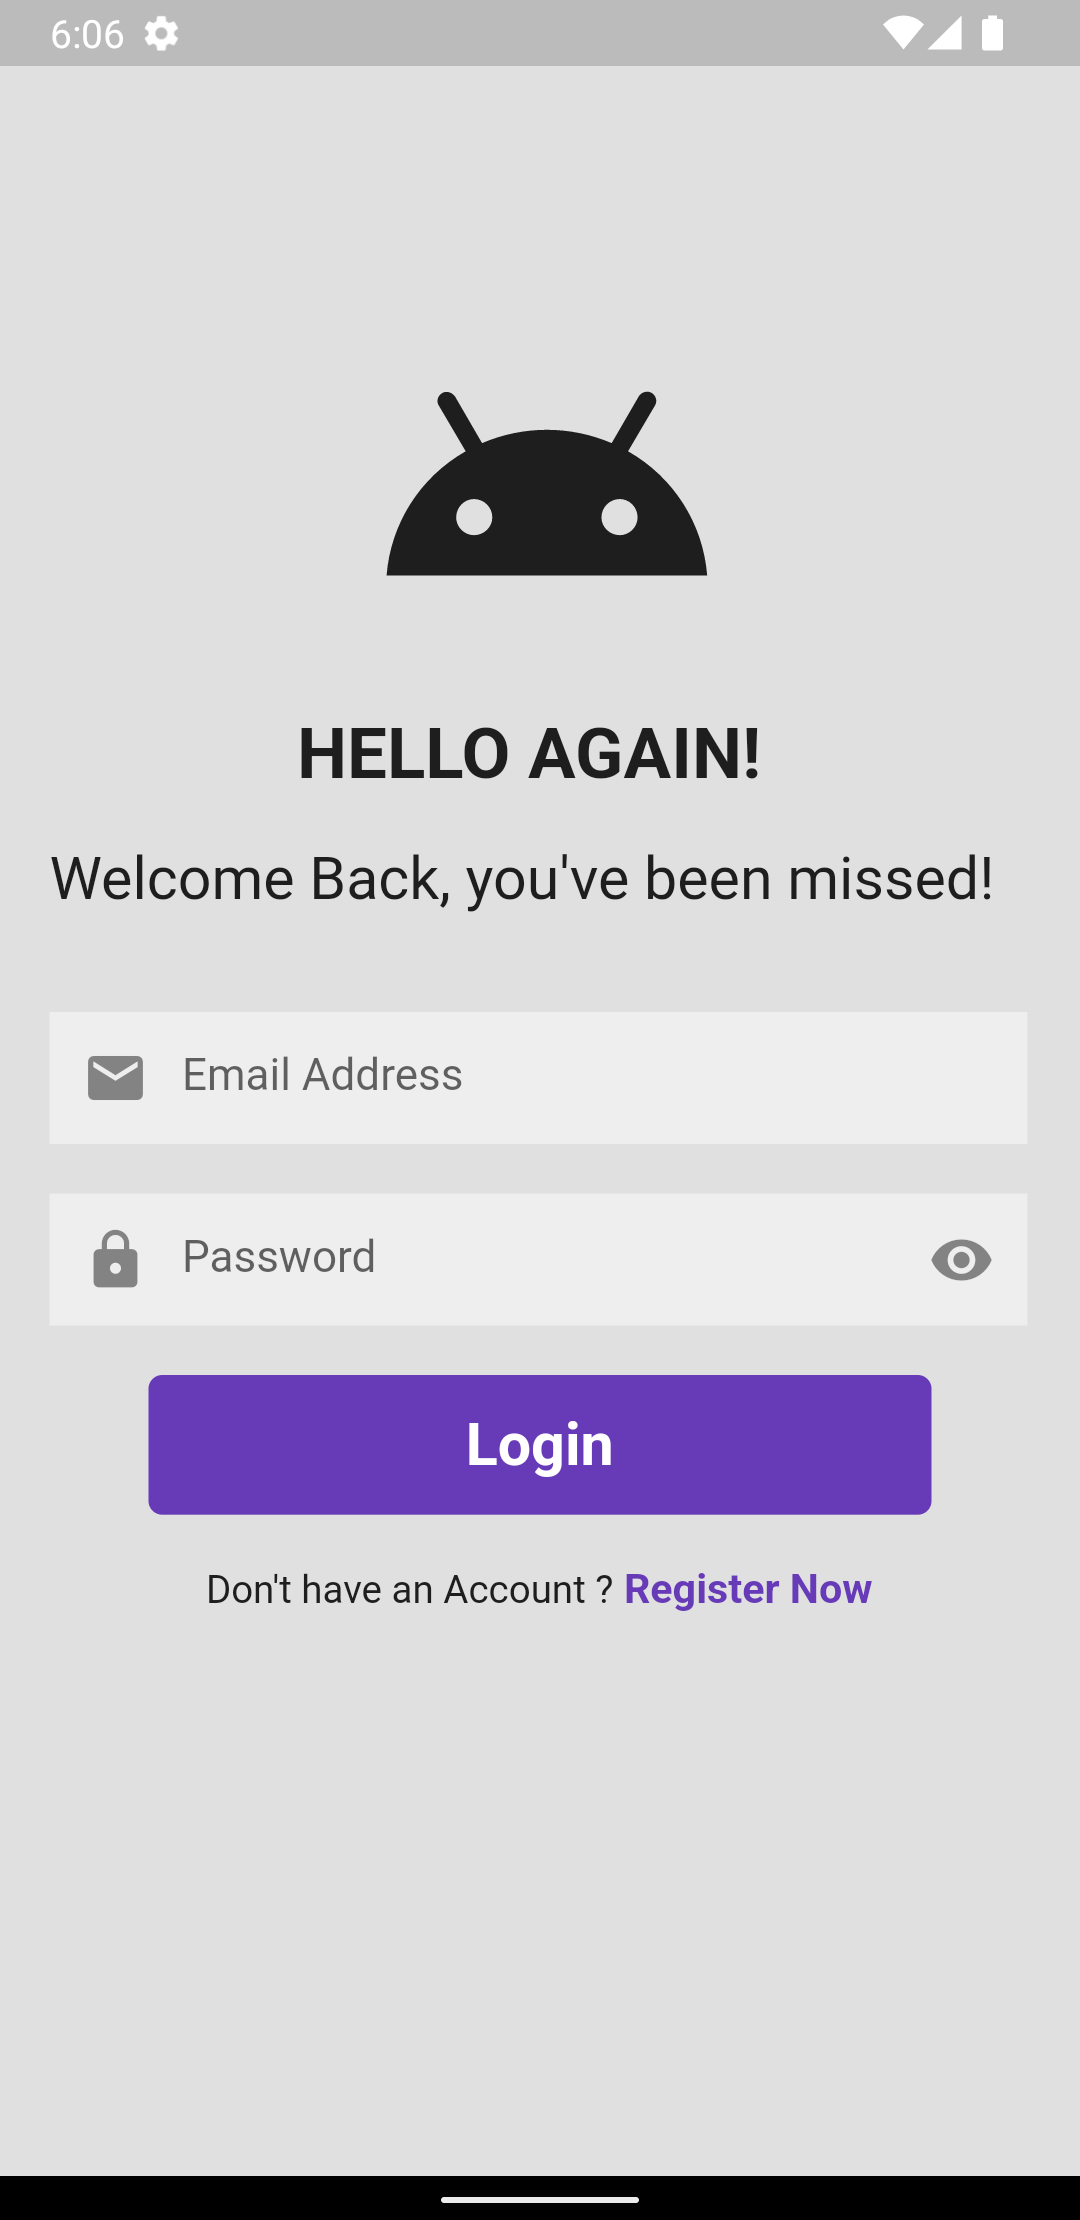 6:06
HELLO AGAIN!
Welcome Back, you've been missed!
Email Address
Password
Login
Don't have an Account ? Register Now